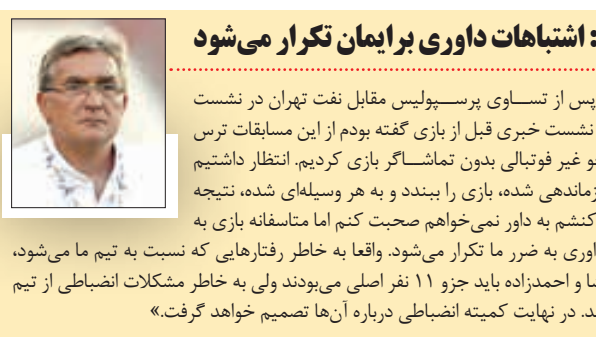 : اشتباهات داوری برایمان تکرار می‌شود
پس از تســاوی پرســـپولیس مقابل نفت تهران در نشست
نشست خبری قبل از بازی گفته بودم از این مسابقات ترس
و غیر فوتبالی بدون تماشــاگر بازی کردیم. انتظار داشتیم
زماندهی شده، بازی را ببندد و به هر وسیله‌ای شده، نتیجه
کنشم به داور نمی‌خواهم صحبت کنم اما متاسفانه بازی به
اوری به ضرر ما تکرار می‌شود. واقعا به خاطر رفتارهایی که نسبت به تیم ما می‌شود،
ا و احمدزاده باید جزو ۱۱ نفر اصلی می‌بودند ولی به خاطر مشکلات انضباطی از تیم
د. در نهایت کمیته انضباطی درباره آن‌ها تصمیم خواهد گرفت.»